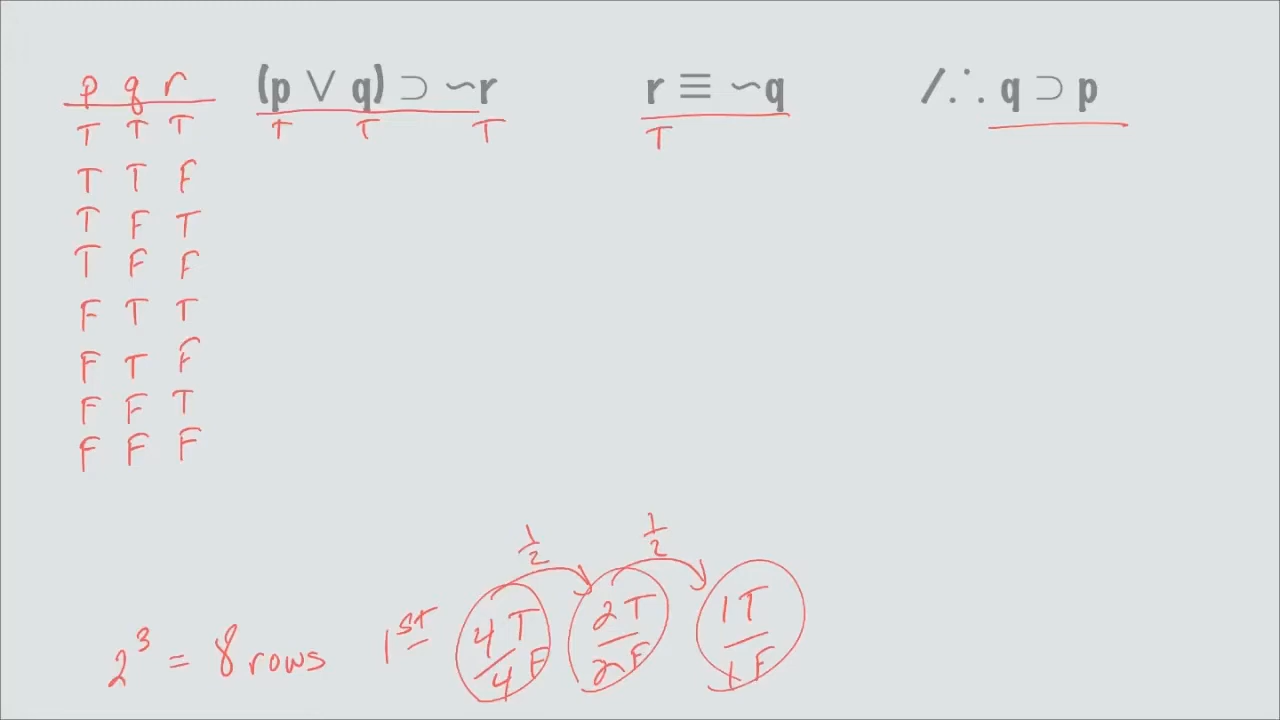 p q r (p ∨ q) ⊃ ∼r r ≡ ∼q /∴ q ⊃ p
T T T T T T T
T T F
T F T
T F F
F T T
F T F
F F T
F F F
1/2 1/2
2³ = 8 rows 1st 4T/4F 2T/2F 1T/1F